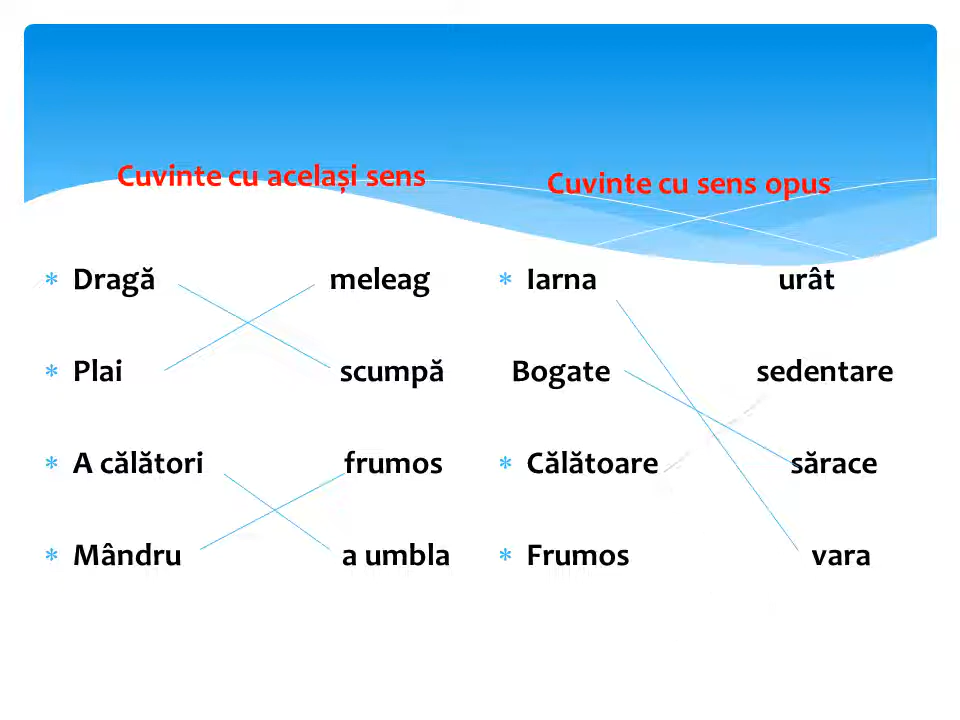 Cuvinte cu același sens
Dragă meleag
Plai scumpă
A călători frumos
Mândru a umbla
Cuvinte cu sens opus
Iarna urât
Bogate sedentare
Călătoare sărace
Frumos vara